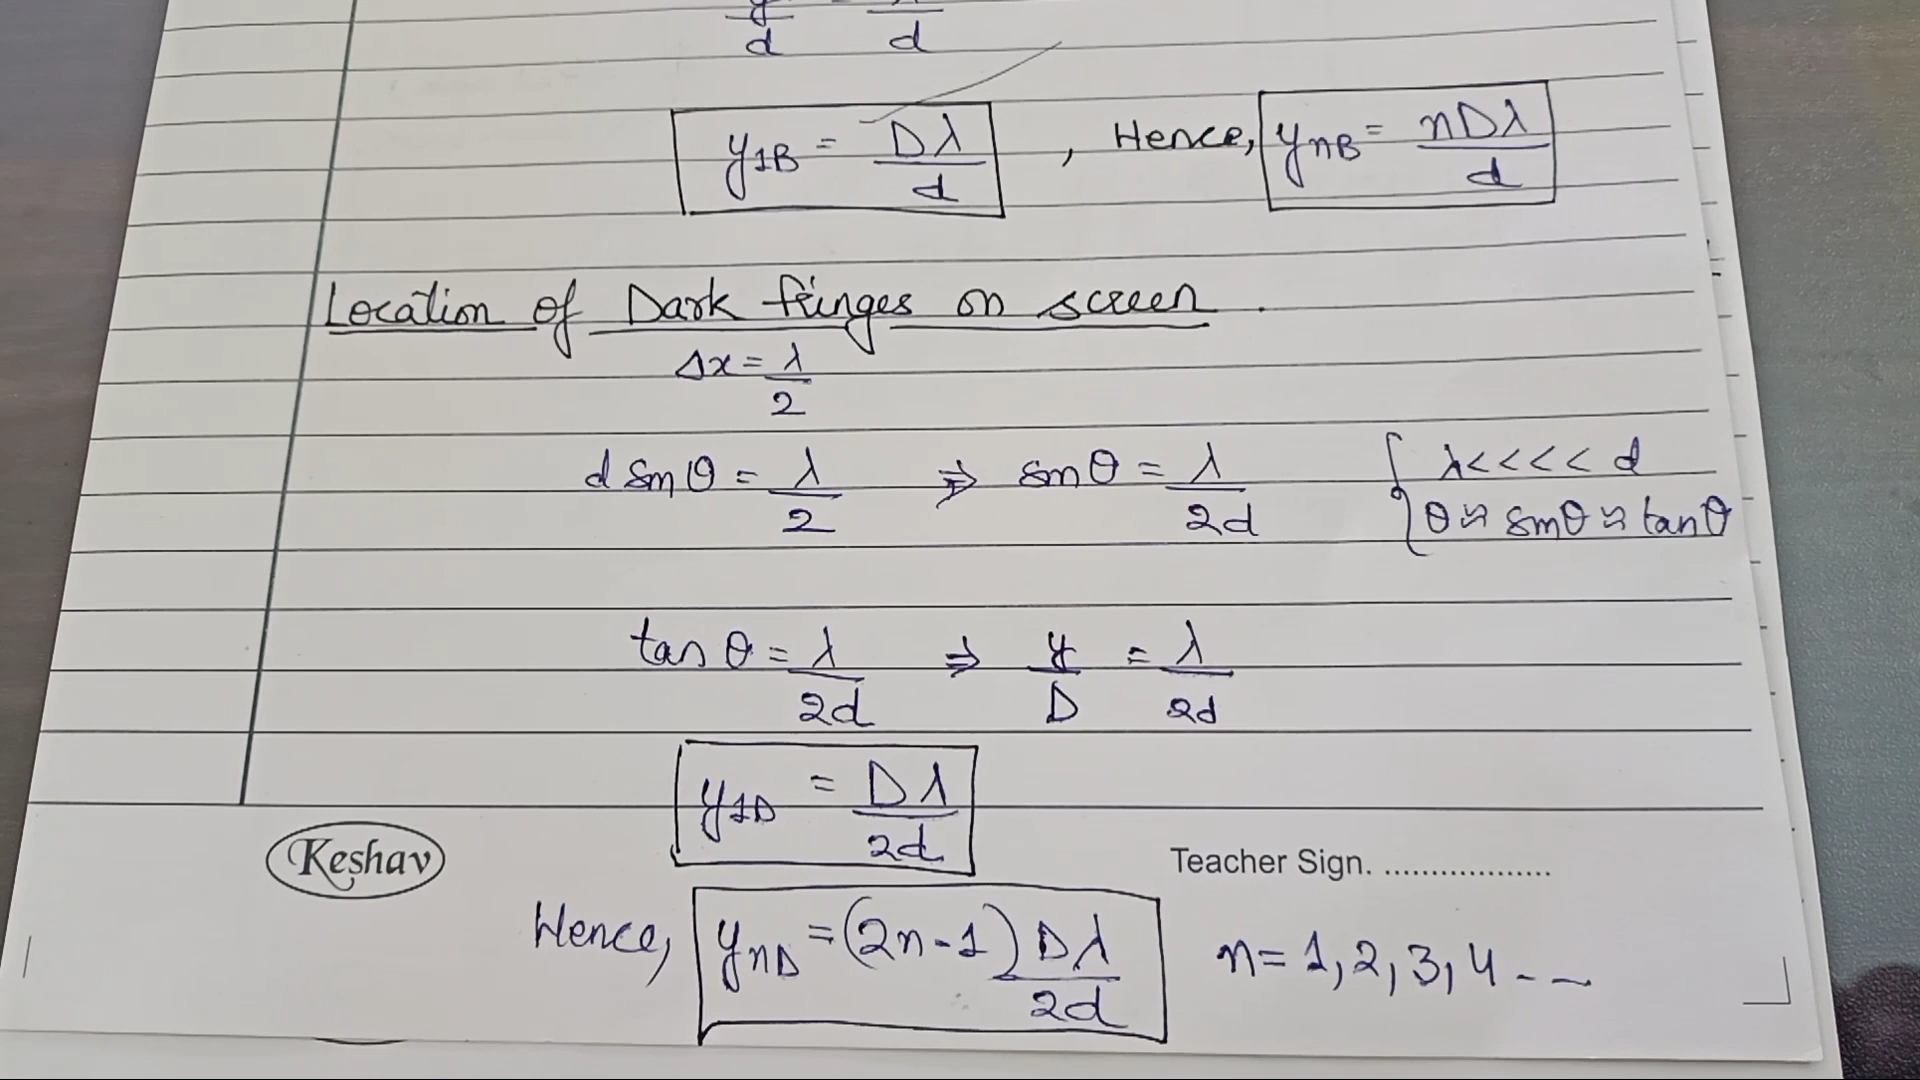 y/d = λ/d
y1B = Dλ/d , Hence, ynB = nDλ/d
Location of Dark fringes on screen .
Δx = λ/2
d sinθ = λ/2 ⇒ sinθ = λ/2d { λ<<<< d
θ ≈ sinθ ≈ tanθ
tan θ = λ/2d ⇒ y/D = λ/2d
y1D = Dλ/2d
Keshav
Teacher Sign. ..................
Hence, ynD = (2n-1) Dλ/2d n= 1, 2, 3, 4 - -